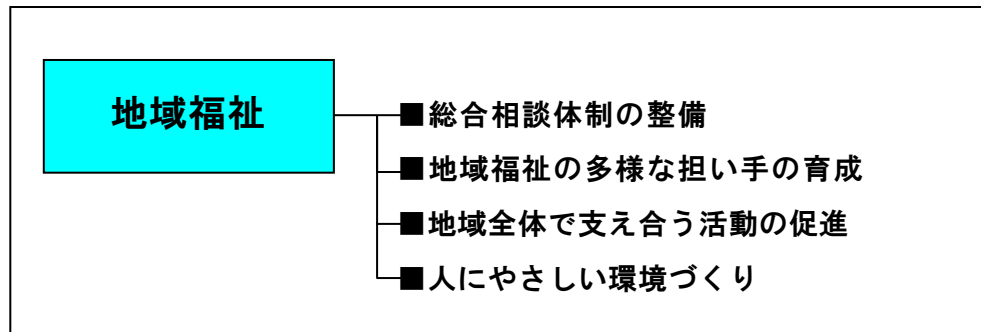 地域福祉
■総合相談体制の整備
■地域福祉の多様な担い手の育成
■地域全体で支え合う活動の促進
■人にやさしい環境づくり